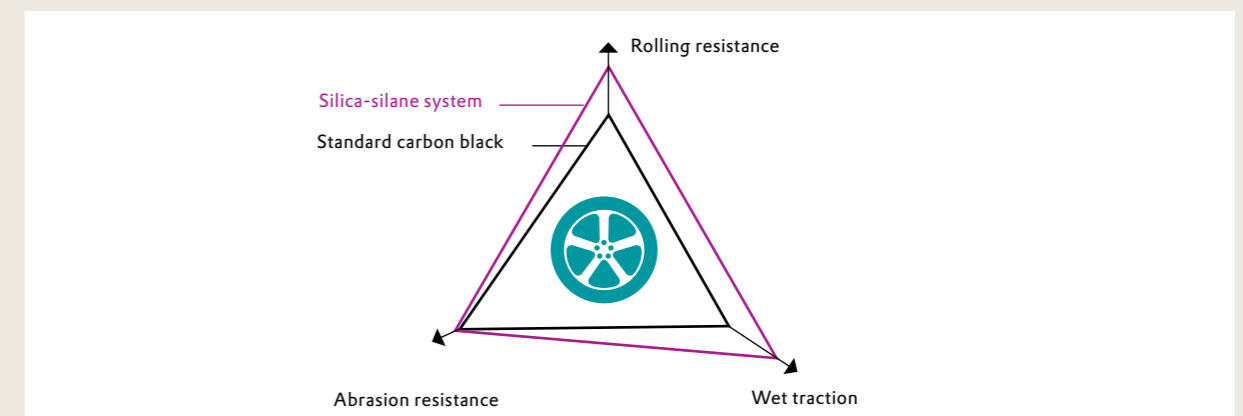 Rolling resistance
Silica-silane system
Standard carbon black
Abrasion resistance
Wet traction